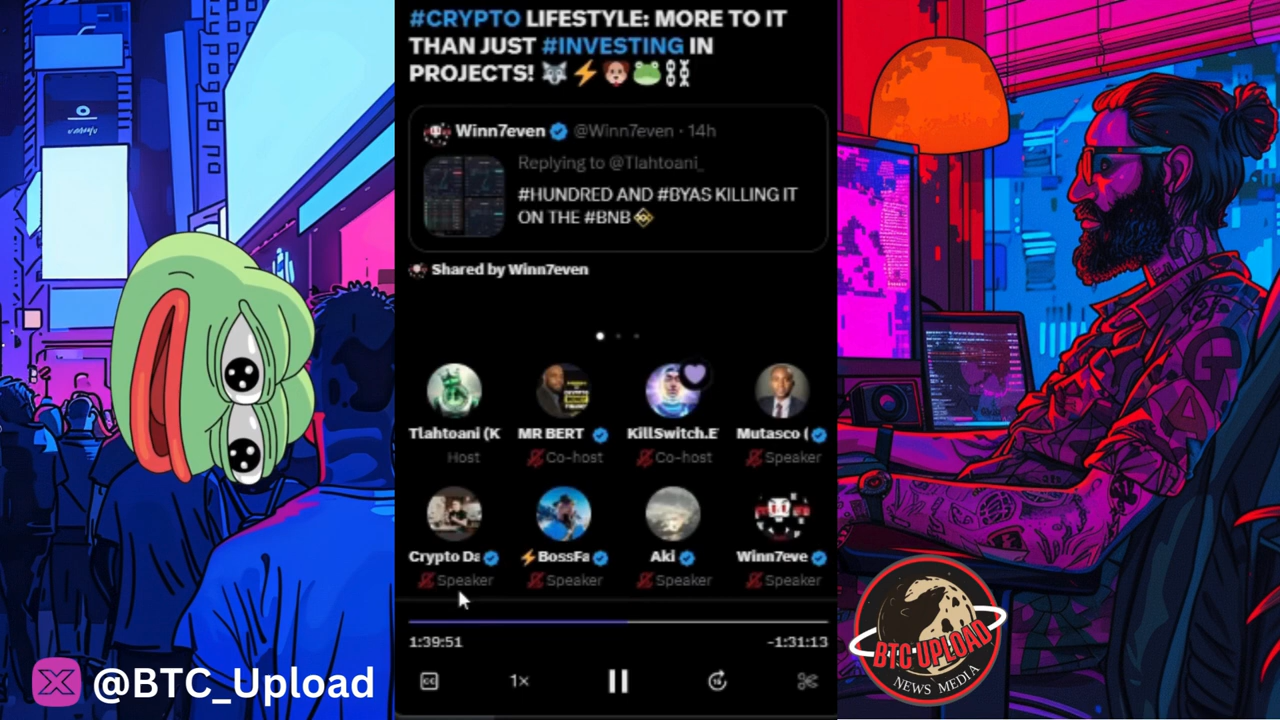 #CRYPTO LIFESTYLE: MORE TO IT
THAN JUST #INVESTING IN
PROJECTS! 🐺⚡🐶🐸⛓
Winn7even @Winn7even · 14h
Replying to @Tlahtoani_
#HUNDRED AND #BYAS KILLING IT
ON THE #BNB
Shared by Winn7even
Tlahtoani (K
MR BERT
KillSwitch.E
Mutasco (
Host
Co-host
Co-host
Speaker
Crypto Da
⚡BossFa
Aki
Winn7eve
Speaker
Speaker
Speaker
Speaker
1:39:51
-1:31:13
CC
1×
15
@BTC_Upload
BTC UPLOAD
NEWS MEDIA